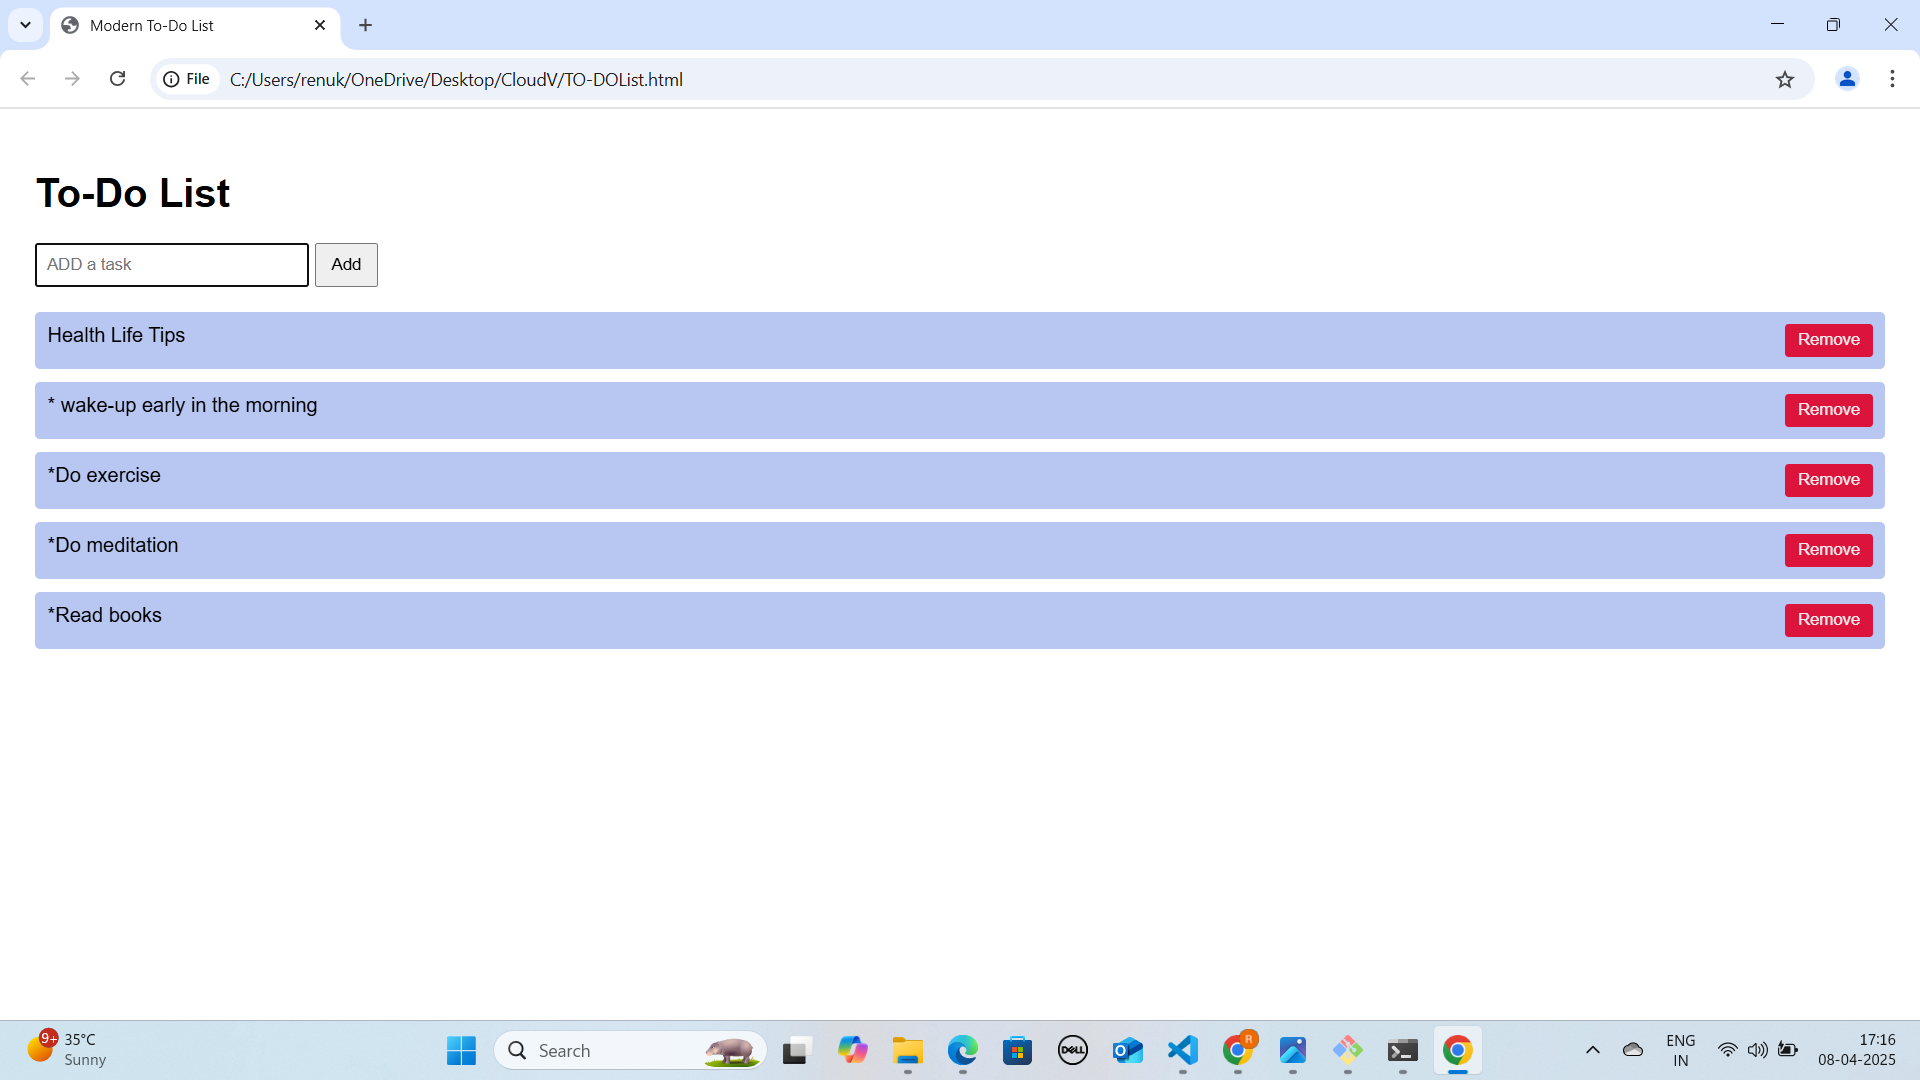 Modern To-Do List
File
C:/Users/renuk/OneDrive/Desktop/CloudV/TO-DOList.html
To-Do List
ADD a task
Add
Health Life Tips
Remove
* wake-up early in the morning
Remove
*Do exercise
Remove
*Do meditation
Remove
*Read books
Remove
9+
35°C
Sunny
Search
DELL
R
ENG
IN
17:16
08-04-2025